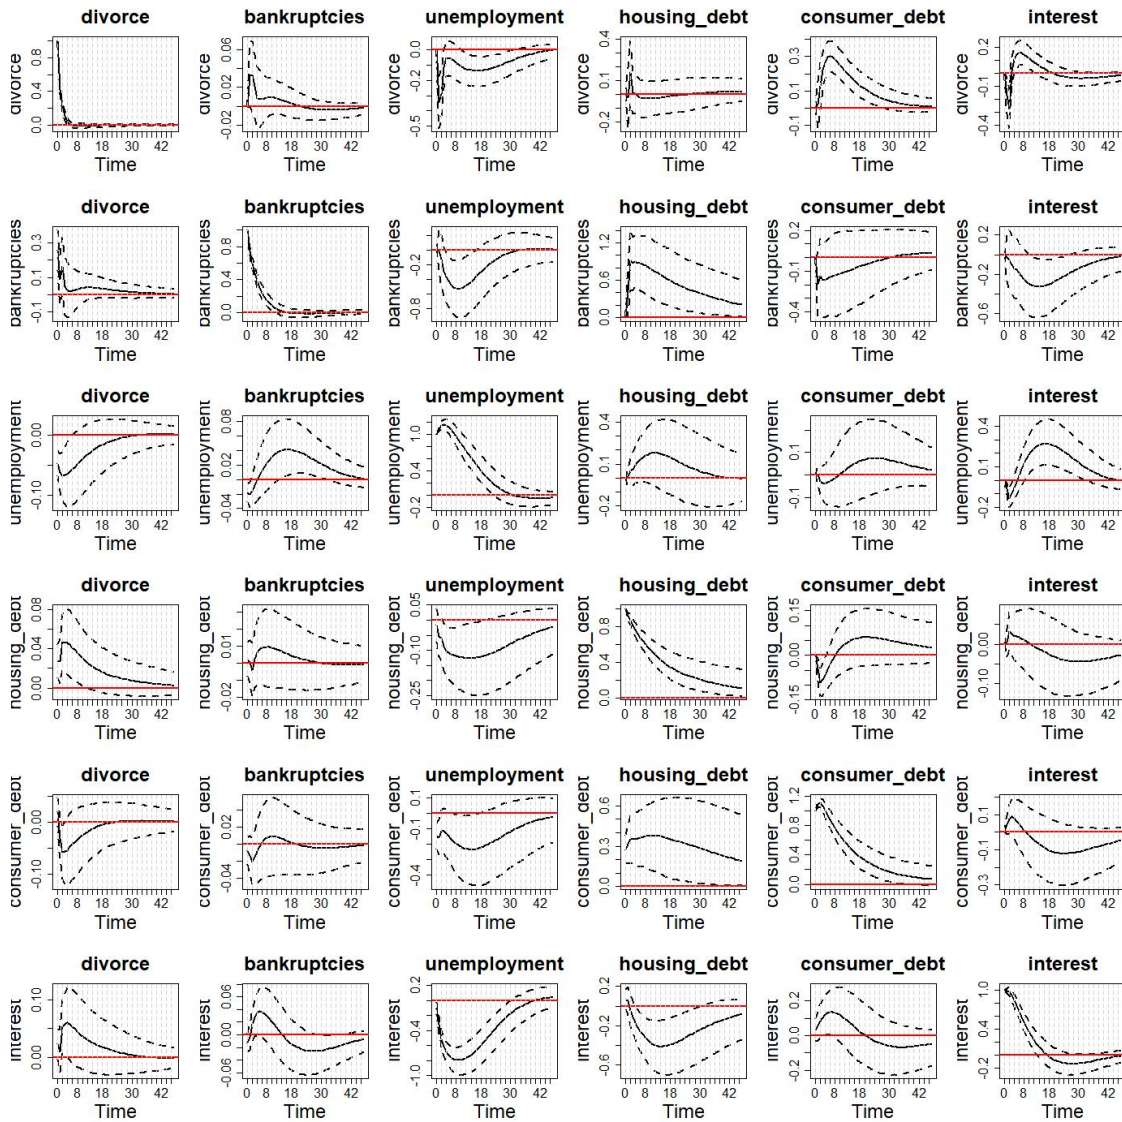 divorce bankruptcies unemployment housing_debt consumer_debt interest
divorce divorce divorce divorce divorce divorce
0.0 0.4 0.8
-0.02 0.02 0.06
-0.5 -0.2 0.0
-0.2 0.0 0.4
-0.1 0.1 0.3
-0.4 -0.1 0.2
0 8 18 30 42 0 8 18 30 42 0 8 18 30 42 0 8 18 30 42 0 8 18 30 42 0 8 18 30 42
Time Time Time Time Time Time
divorce bankruptcies unemployment housing_debt consumer_debt interest
bankruptcies bankruptcies bankruptcies bankruptcies bankruptcies bankruptcies
-0.1 0.1 0.3
0.0 0.4 0.8
-0.8 -0.2
0.0 0.6 1.2
-0.4 -0.1 0.2
-0.6 -0.2 0.2
0 8 18 30 42 0 8 18 30 42 0 8 18 30 42 0 8 18 30 42 0 8 18 30 42 0 8 18 30 42
Time Time Time Time Time Time
divorce bankruptcies unemployment housing_debt consumer_debt interest
unemployment unemployment unemployment unemployment unemployment unemployment
-0.10 0.00
-0.04 0.02 0.08
-0.2 0.4 1.0
-0.2 0.1 0.4
-0.1 0.1
-0.2 0.1 0.4
0 8 18 30 42 0 8 18 30 42 0 8 18 30 42 0 8 18 30 42 0 8 18 30 42 0 8 18 30 42
Time Time Time Time Time Time
divorce bankruptcies unemployment housing_debt consumer_debt interest
housing_debt housing_debt housing_debt housing_debt housing_debt housing_debt
0.00 0.04 0.08
-0.02 0.01
-0.25 -0.10 0.05
0.0 0.4 0.8
-0.15 0.00 0.15
-0.10 0.00
0 8 18 30 42 0 8 18 30 42 0 8 18 30 42 0 8 18 30 42 0 8 18 30 42 0 8 18 30 42
Time Time Time Time Time Time
divorce bankruptcies unemployment housing_debt consumer_debt interest
consumer_debt consumer_debt consumer_debt consumer_debt consumer_debt consumer_debt
-0.10 0.00
-0.04 0.02
-0.4 -0.1 0.1
0.0 0.3 0.6
0.0 0.4 0.8 1.2
-0.3 -0.1 0.2
0 8 18 30 42 0 8 18 30 42 0 8 18 30 42 0 8 18 30 42 0 8 18 30 42 0 8 18 30 42
Time Time Time Time Time Time
divorce bankruptcies unemployment housing_debt consumer_debt interest
interest interest interest interest interest interest
0.00 0.10
-0.06 0.00 0.06
-1.0 -0.4 0.2
-0.7 -0.3 0.1
-0.2 0.0 0.2
-0.2 0.4 1.0
0 8 18 30 42 0 8 18 30 42 0 8 18 30 42 0 8 18 30 42 0 8 18 30 42 0 8 18 30 42
Time Time Time Time Time Time